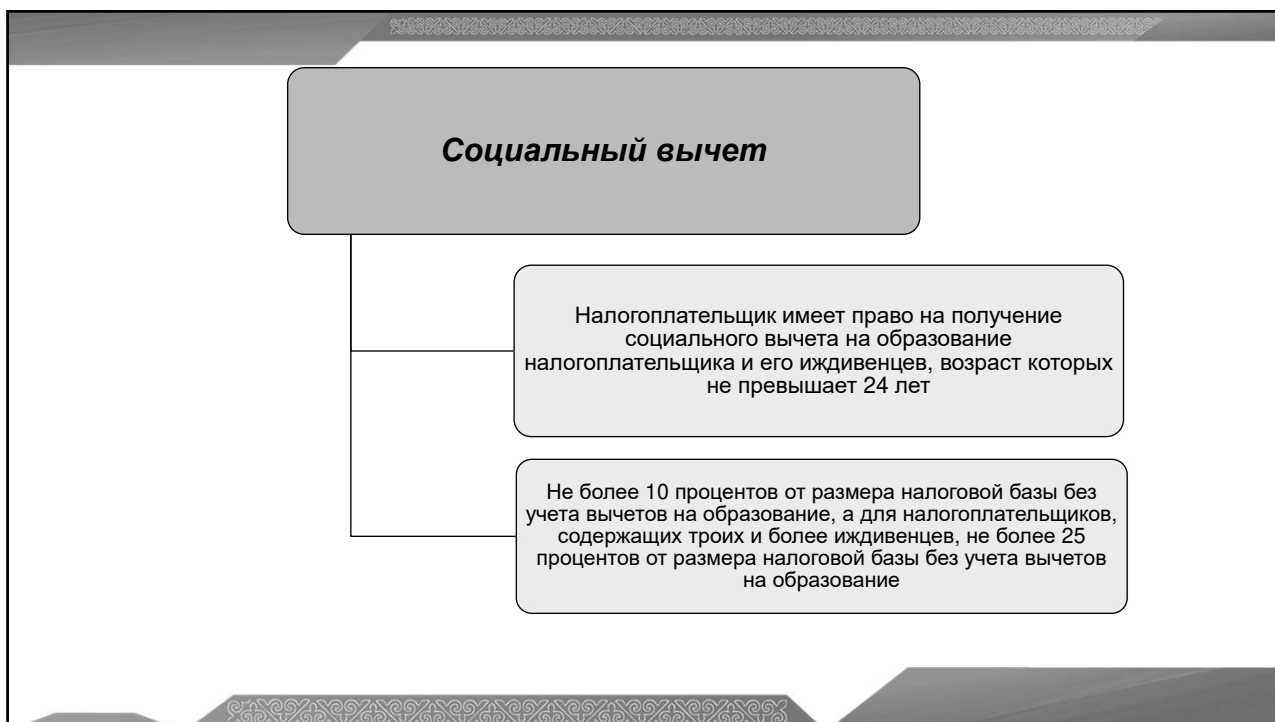 Социальный вычет
Налогоплательщик имеет право на получение
социального вычета на образование
налогоплательщика и его иждивенцев, возраст которых
не превышает 24 лет
Не более 10 процентов от размера налоговой базы без
учета вычетов на образование, а для налогоплательщиков,
содержащих троих и более иждивенцев, не более 25
процентов от размера налоговой базы без учета вычетов
на образование